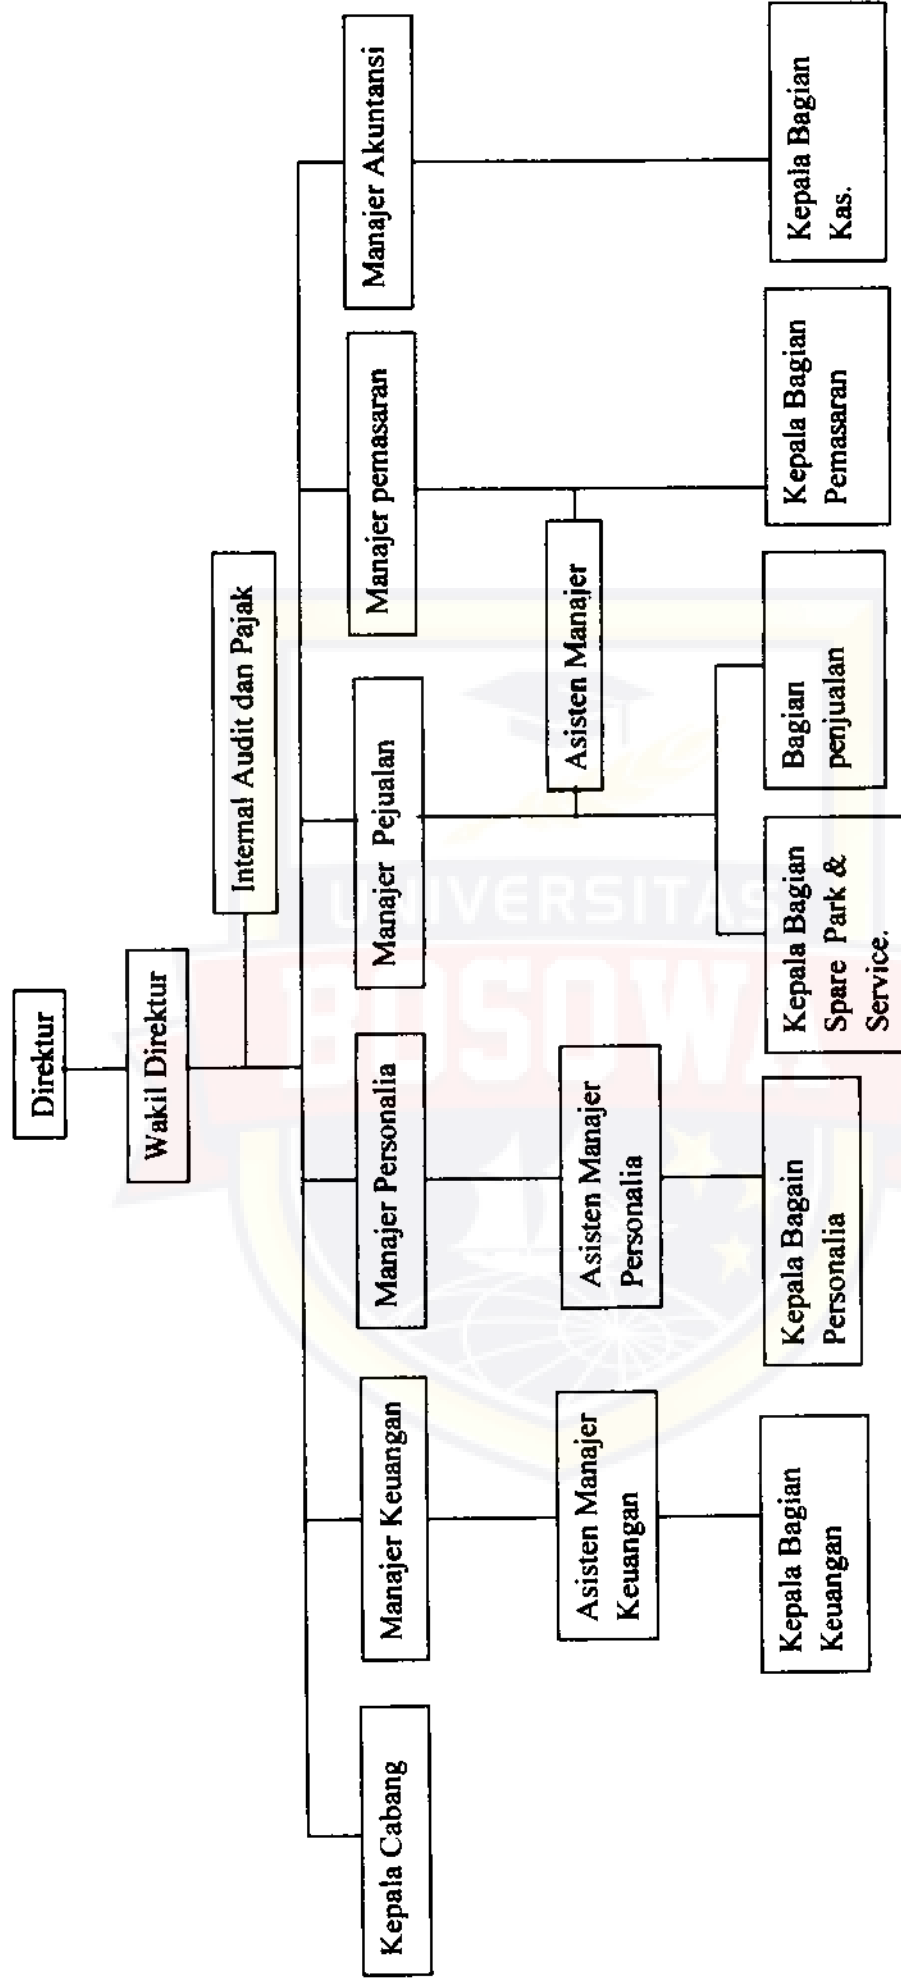 Direktur
Wakil Direktur
Internal Audit dan Pajak
Kepala Cabang
Manajer Keuangan
Manajer Personalia
Manajer Pejualan
Manajer pemasaran
Manajer Akuntansi
Asisten Manajer
Keuangan
Asisten Manajer
Personalia
Asisten Manajer
Kepala Bagian
Keuangan
Kepala Bagain
Personalia
Kepala Bagian
Spare Park &
Service.
Bagian
penjualan
Kepala Bagian
Pemasaran
Kepala Bagian
Kas.
UNIVERSITAS
BOSOWA